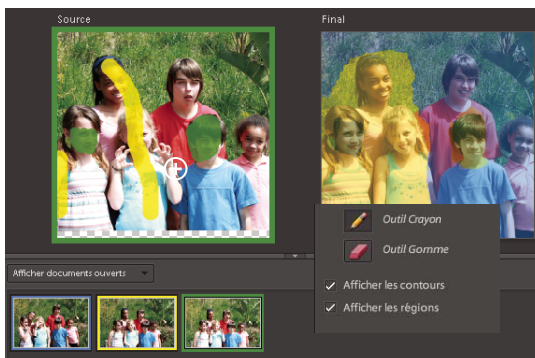 Source
Final
Outil Crayon
Outil Gomme
Afficher les contours
Afficher les régions
Afficher documents ouverts